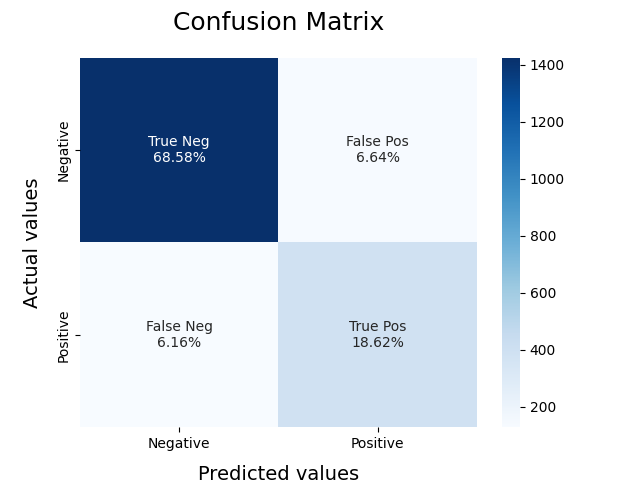 Confusion Matrix
Actual values
Negative
Positive
True Neg
68.58%
False Pos
6.64%
False Neg
6.16%
True Pos
18.62%
Negative
Positive
Predicted values
1400
1200
1000
800
600
400
200